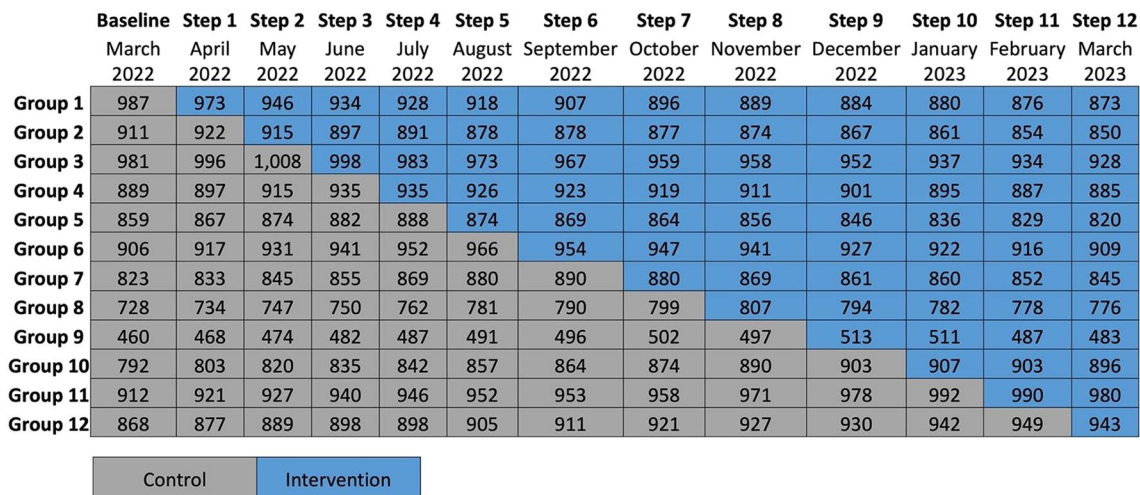 Baseline Step 1 Step 2 Step 3 Step 4 Step 5 Step 6 Step 7 Step 8 Step 9 Step 10 Step 11 Step 12
March April May June July August September October November December January February March
2022 2022 2022 2022 2022 2022 2022 2022 2022 2022 2023 2023 2023
Group 1 987 973 946 934 928 918 907 896 889 884 880 876 873
Group 2 911 922 915 897 891 878 878 877 874 867 861 854 850
Group 3 981 996 1,008 998 983 973 967 959 958 952 937 934 928
Group 4 889 897 915 935 935 926 923 919 911 901 895 887 885
Group 5 859 867 874 882 888 874 869 864 856 846 836 829 820
Group 6 906 917 931 941 952 966 954 947 941 927 922 916 909
Group 7 823 833 845 855 869 880 890 880 869 861 860 852 845
Group 8 728 734 747 750 762 781 790 799 807 794 782 778 776
Group 9 460 468 474 482 487 491 496 502 497 513 511 487 483
Group 10 792 803 820 835 842 857 864 874 890 903 907 903 896
Group 11 912 921 927 940 946 952 953 958 971 978 992 990 980
Group 12 868 877 889 898 898 905 911 921 927 930 942 949 943
Control Intervention